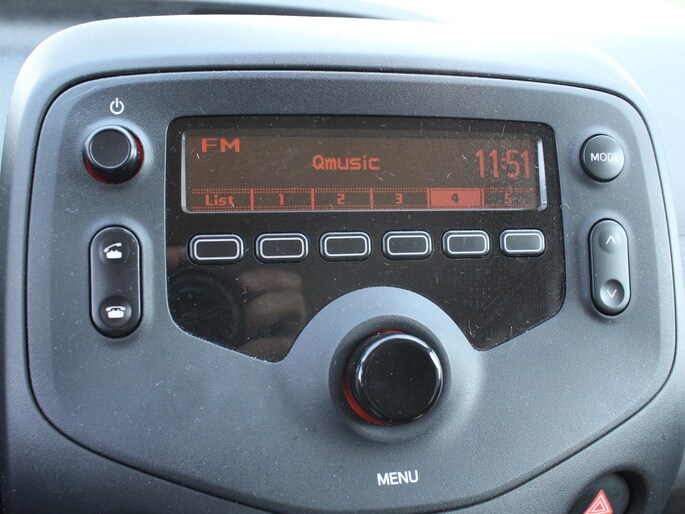 FM
Qmusic
11:51
List 1 2 3 4 5
MODE
MENU